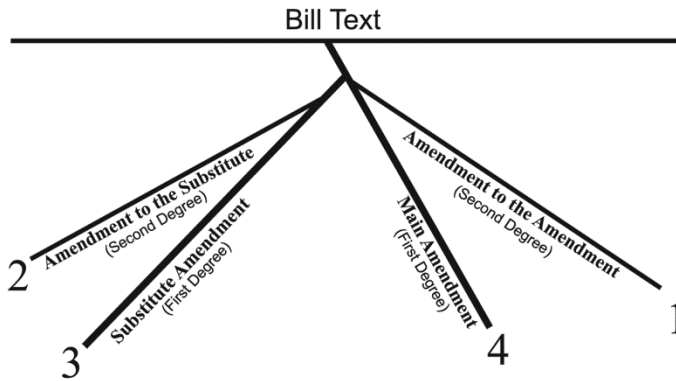 Bill Text
Amendment to the Substitute
(Second Degree)
2
Substitute Amendment
(First Degree)
3
Main Amendment
(First Degree)
4
Amendment to the Amendment
(Second Degree)
1